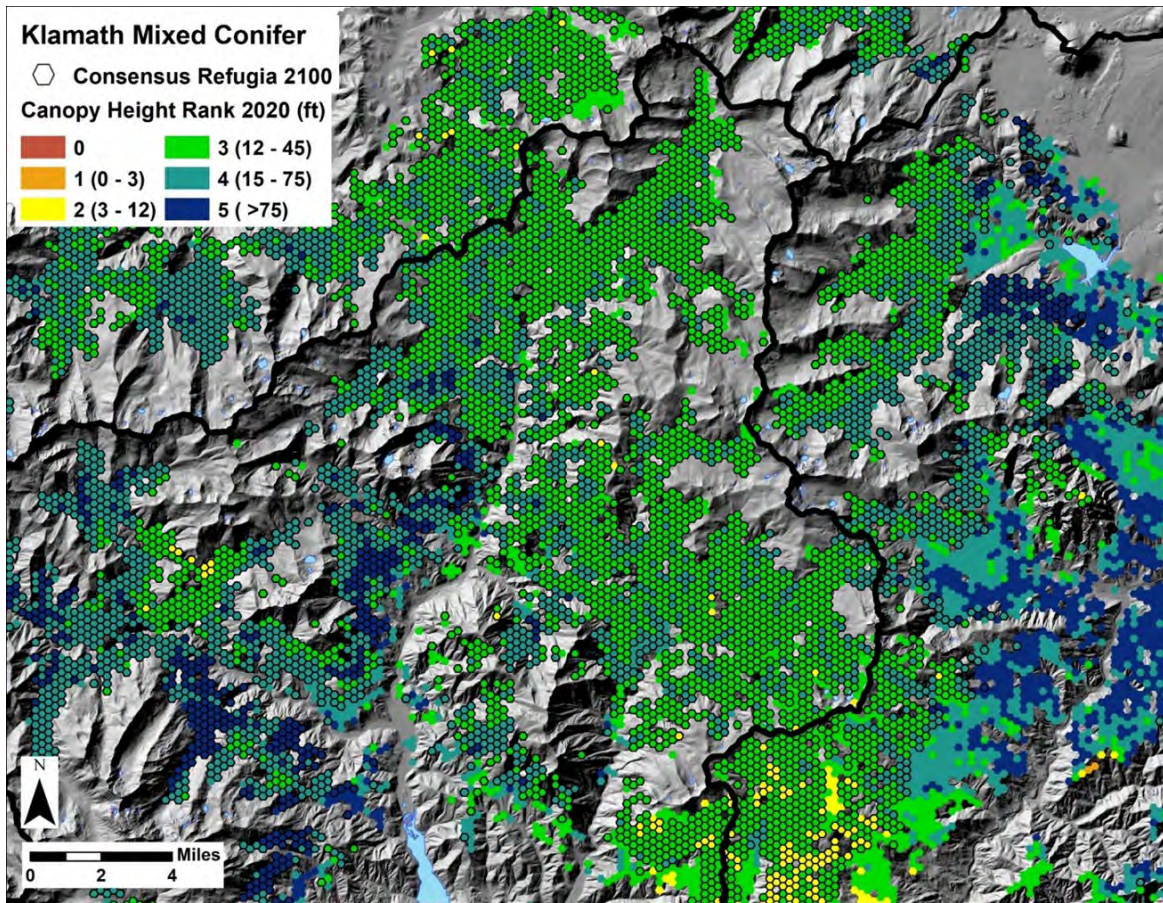 Klamath Mixed Conifer
Consensus Refugia 2100
Canopy Height Rank 2020 (ft)
0
1 (0 - 3)
2 (3 - 12)
3 (12 - 45)
4 (15 - 75)
5 ( >75)
N
Miles
0 2 4